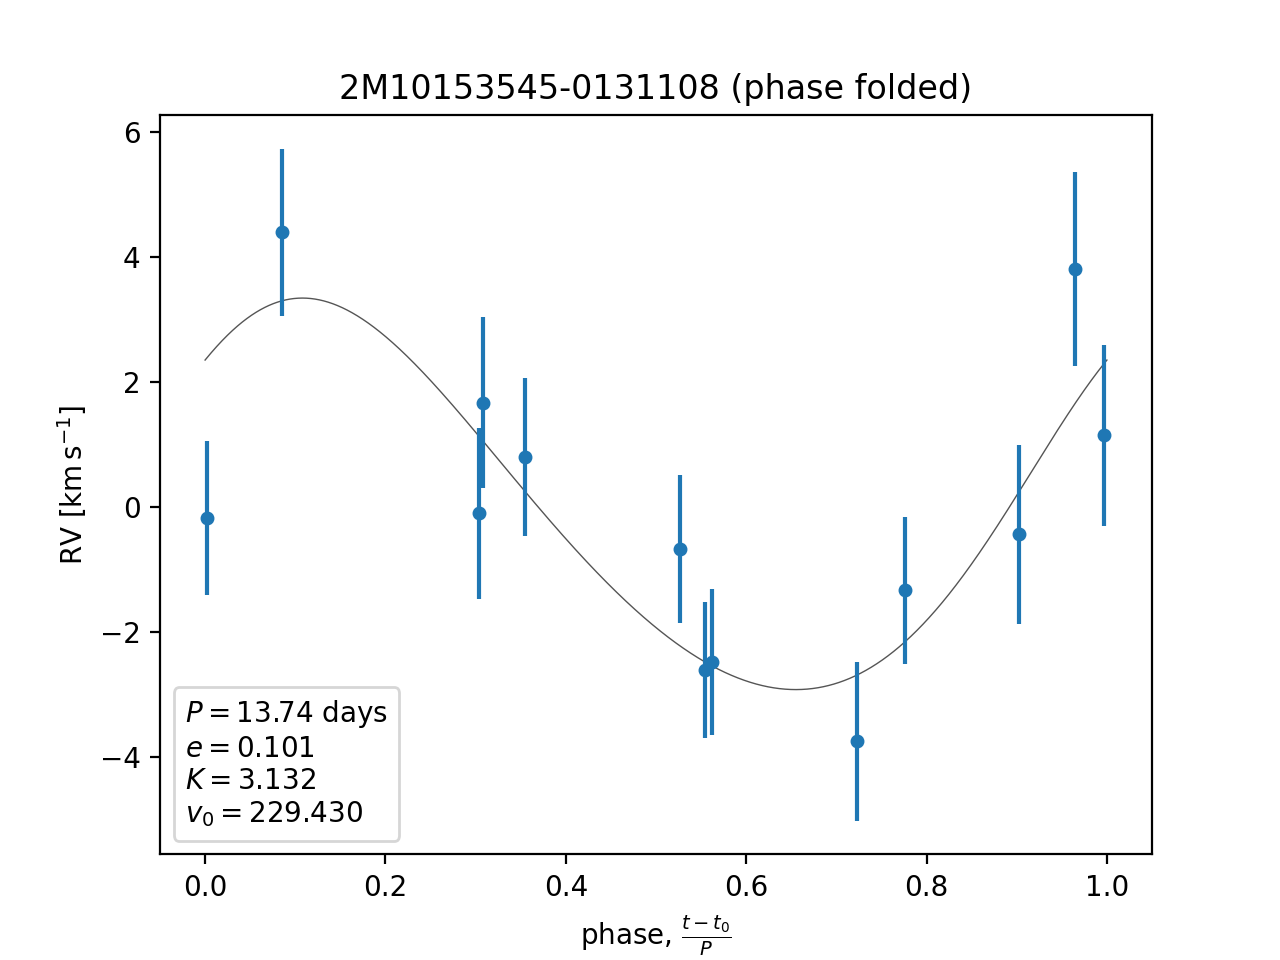 2M10153545-0131108 (phase folded)
RV [km s⁻¹]
6
4
2
0
−2
−4
P = 13.74 days
e = 0.101
K = 3.132
v₀ = 229.430
0.0 0.2 0.4 0.6 0.8 1.0
phase, (t − t₀)/P